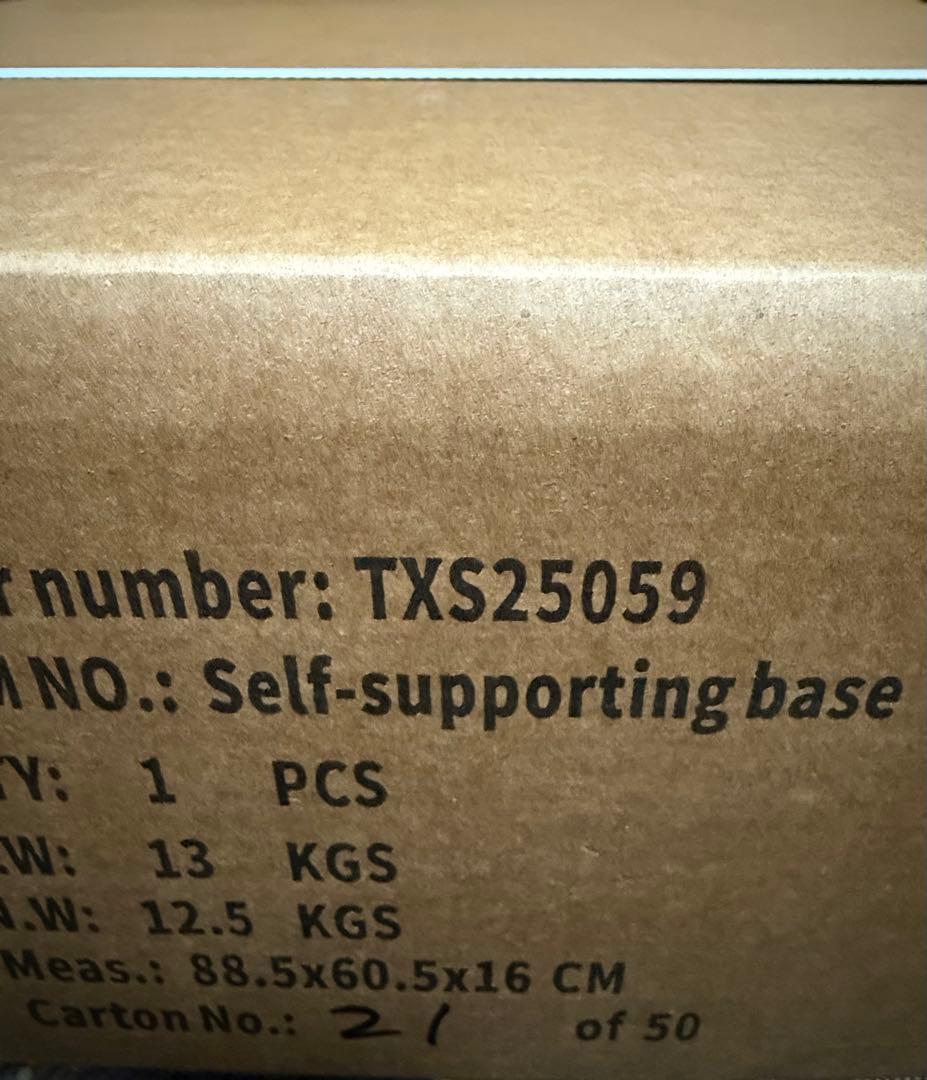 r number: TXS25059
M NO.: Self-supporting base
TY: 1 PCS
.W: 13 KGS
N.W: 12.5 KGS
Meas.: 88.5x60.5x16 CM
Carton No.: 21 of 50